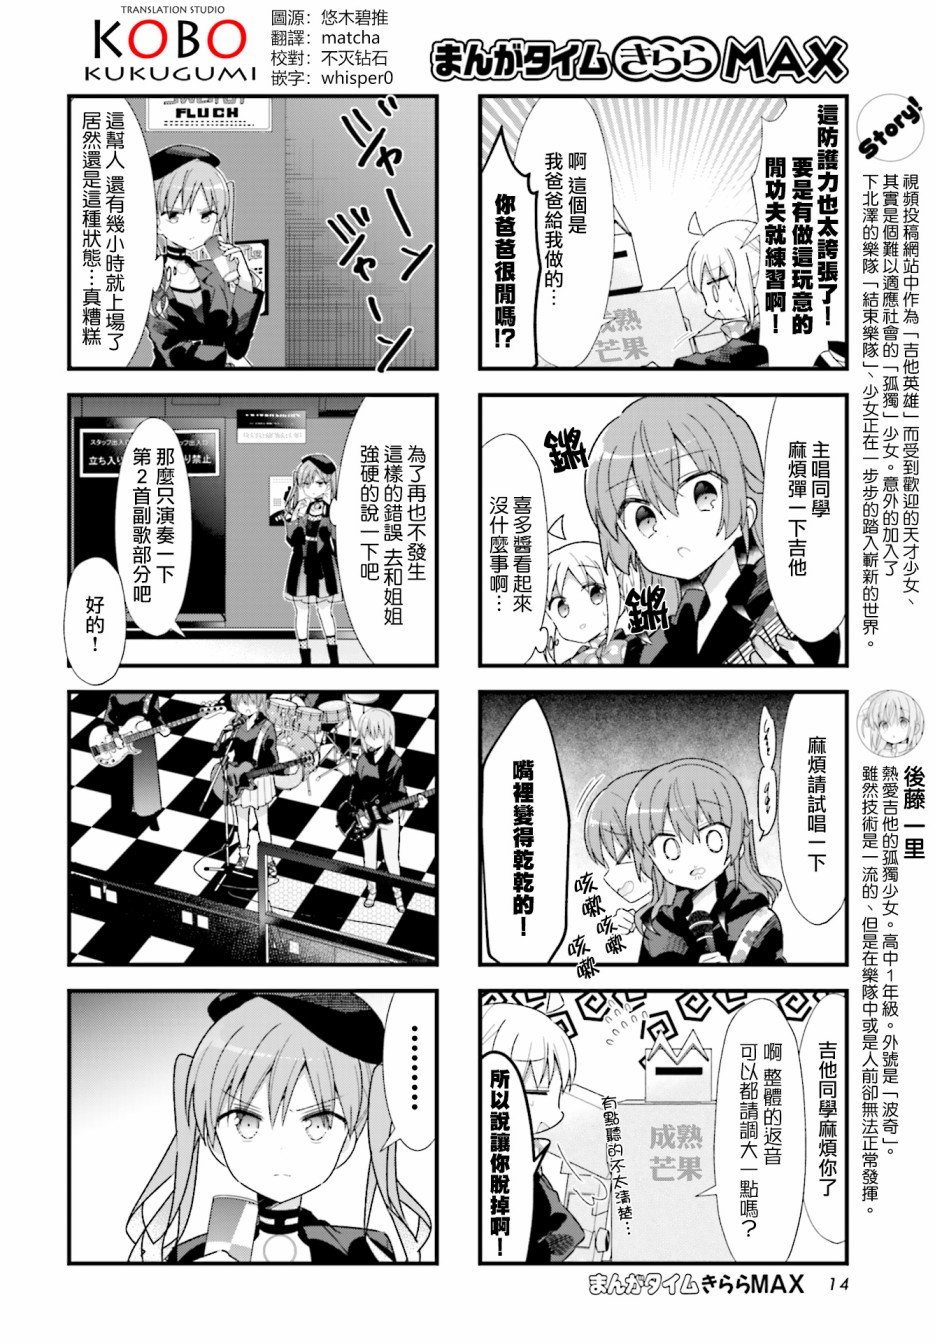 TRANSLATION STUDIO
KOBO
KUKUGUMI
圖源：悠木碧推
翻譯：matcha
校對：不灭钻石
嵌字：whisper0
まんがタイムきららMAX
Story!
視頻投稿網站中作為「吉他英雄」而受到歡迎的天才少女、
其實是個難以適應社會的「孤獨」少女。意外的加入了
下北澤的樂隊「結束樂隊」、少女正在一步步的踏入嶄新的世界。
後藤一里
熱愛吉他的孤獨少女。高中1年級。外號是「波奇」。
雖然技術是一流的、但是在樂隊中或是人前卻無法正常發揮。
這防護力也太誇張了！
要是有做這玩意的
閒功夫就練習啊！
啊 這個是
我爸爸給我做的…
你爸爸很閒嗎!?
成熟
芒果
主唱同學
麻煩彈一下吉他
喜多醬看起來
沒什麼事啊…
麻煩請試唱一下
嘴裡變得乾乾的！
咳嗽
咳嗽
咳嗽
咳嗽
吉他同學麻煩你了
啊 整體的返音
可以都請調大一點嗎？
有點聽的不太清楚…
成熟
芒果
所以說讓你脫掉啊！
FLUCH
ジャーン
ジャーン
這幫人 還有幾小時就上場了
居然還是這種狀態…真糟糕
為了再也不發生
這樣的錯誤 去和姐姐
強硬的說一下吧
スタッフ出入口
立ち入り禁止
那麼只演奏一下
第2首副歌部分吧
好的！
………
まんがタイムきららMAX
14